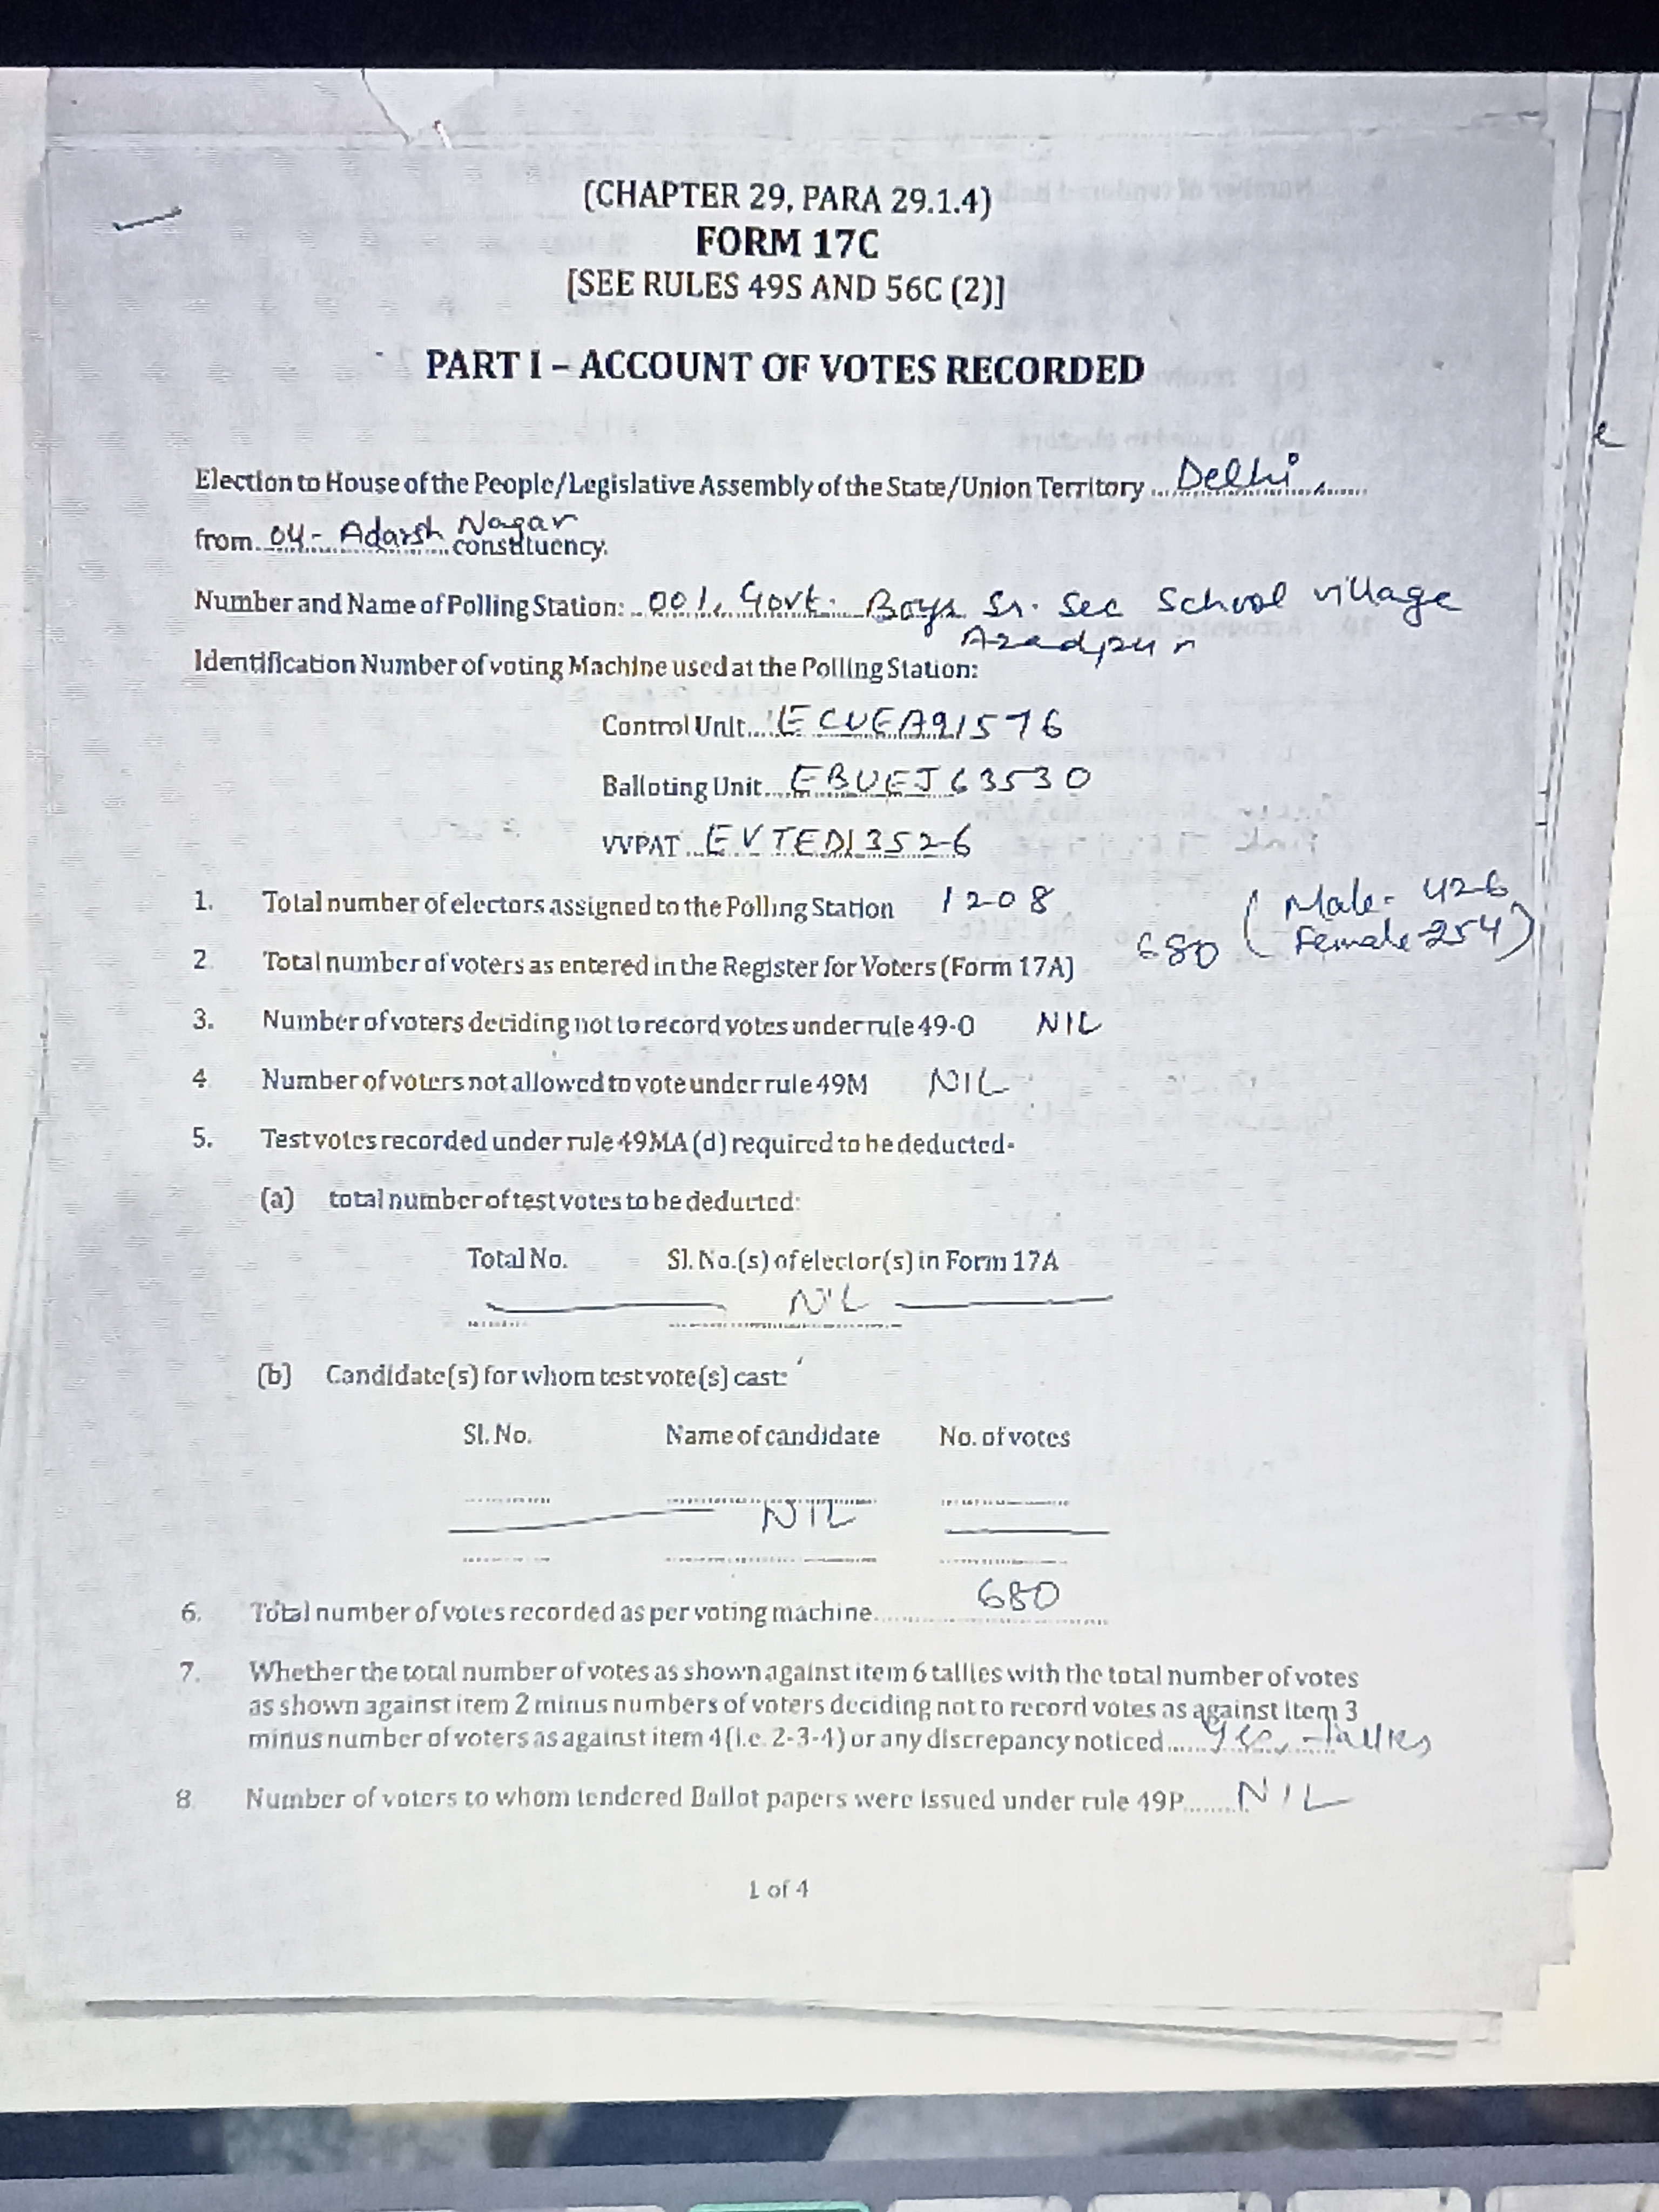 (CHAPTER 29, PARA 29.1.4)
FORM 17C
[SEE RULES 49S AND 56C (2)]
PART I – ACCOUNT OF VOTES RECORDED
Election to House of the People/Legislative Assembly of the State/Union Territory Delhi
from 04- Adarsh Nagar constituency.
Number and Name of Polling Station: 001, Govt. Boys Sr. Sec School village
Azadpur
Identification Number of voting Machine used at the Polling Station:
Control Unit ECUEA91576
Balloting Unit EBUEJ63530
VVPAT EVTED13526
1. Total number of electors assigned to the Polling Station 1208
2. Total number of voters as entered in the Register for Voters (Form 17A) 680 (Male- 426
Female-254)
3. Number of voters deciding not to record votes under rule 49-O NIL
4 Number of voters not allowed to vote under rule 49M NIL
5. Test votes recorded under rule 49MA (d) required to be deducted-
(a) total number of test votes to be deducted:
Total No. Sl. No.(s) of elector(s) in Form 17A
NIL
(b) Candidate(s) for whom test vote(s) cast:
Sl. No. Name of candidate No. of votes
NIL
6. Total number of votes recorded as per voting machine 680
7. Whether the total number of votes as shown against item 6 tallies with the total number of votes
as shown against item 2 minus numbers of voters deciding not to record votes as against item 3
minus number of voters as against item 4 (i.e. 2-3-4) or any discrepancy noticed Yes, Tallies
8 Number of voters to whom tendered Ballot papers were issued under rule 49P NIL
1 of 4